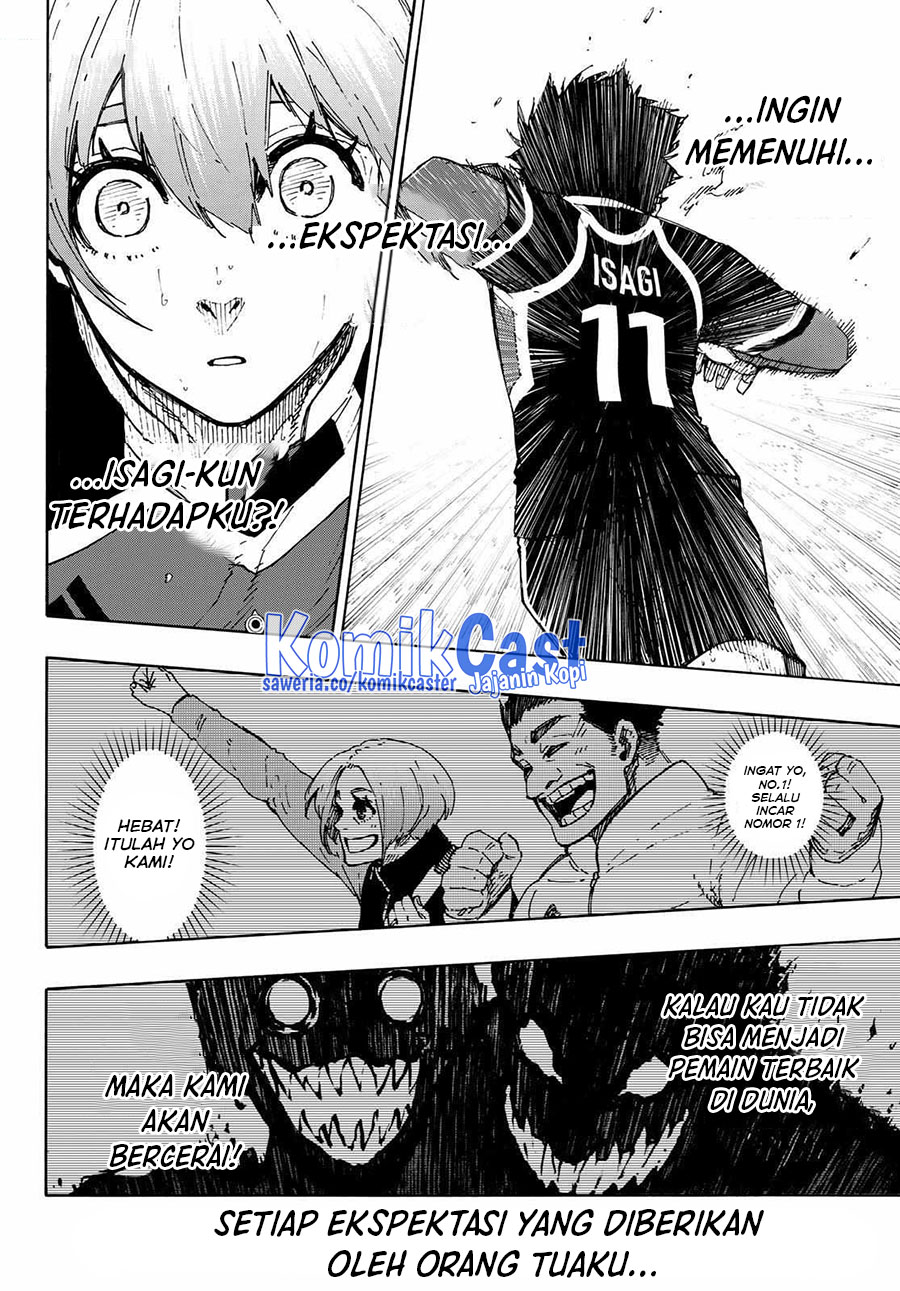 ...INGIN
MEMENUHI...
...EKSPEKTASI...
ISAGI
11
...ISAGI-KUN
TERHADAPKU?!
KomikCast
saweria.co/komikcaster
Jajanin Kopi
INGAT YO,
NO.1!
SELALU
INCAR
NOMOR 1!
HEBAT!
ITULAH YO
KAMI!
KALAU KAU TIDAK
BISA MENJADI
PEMAIN TERBAIK
DI DUNIA,
MAKA KAMI
AKAN
BERCERAI!
SETIAP EKSPEKTASI YANG DIBERIKAN
OLEH ORANG TUAKU...